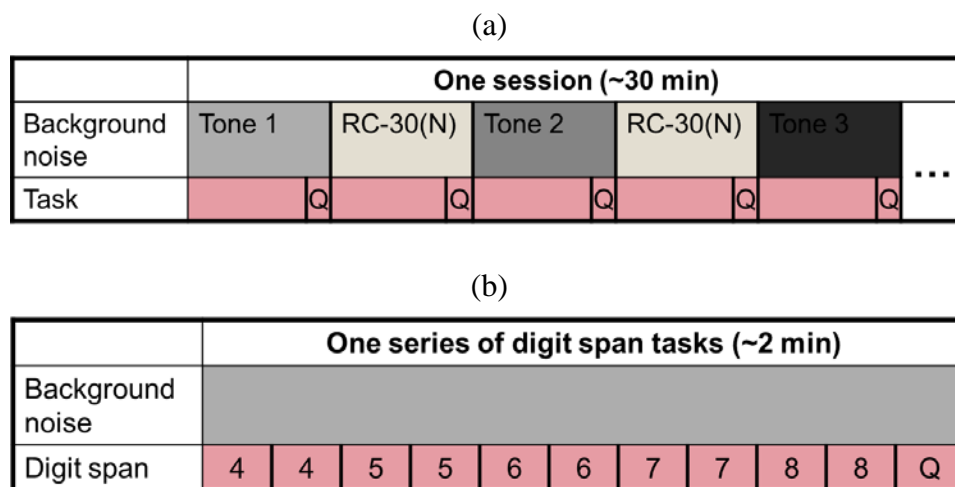 (a)
One session (~30 min)
Background noise Tone 1 RC-30(N) Tone 2 RC-30(N) Tone 3 ...
Task Q Q Q Q Q
(b)
One series of digit span tasks (~2 min)
Background noise
Digit span 4 4 5 5 6 6 7 7 8 8 Q